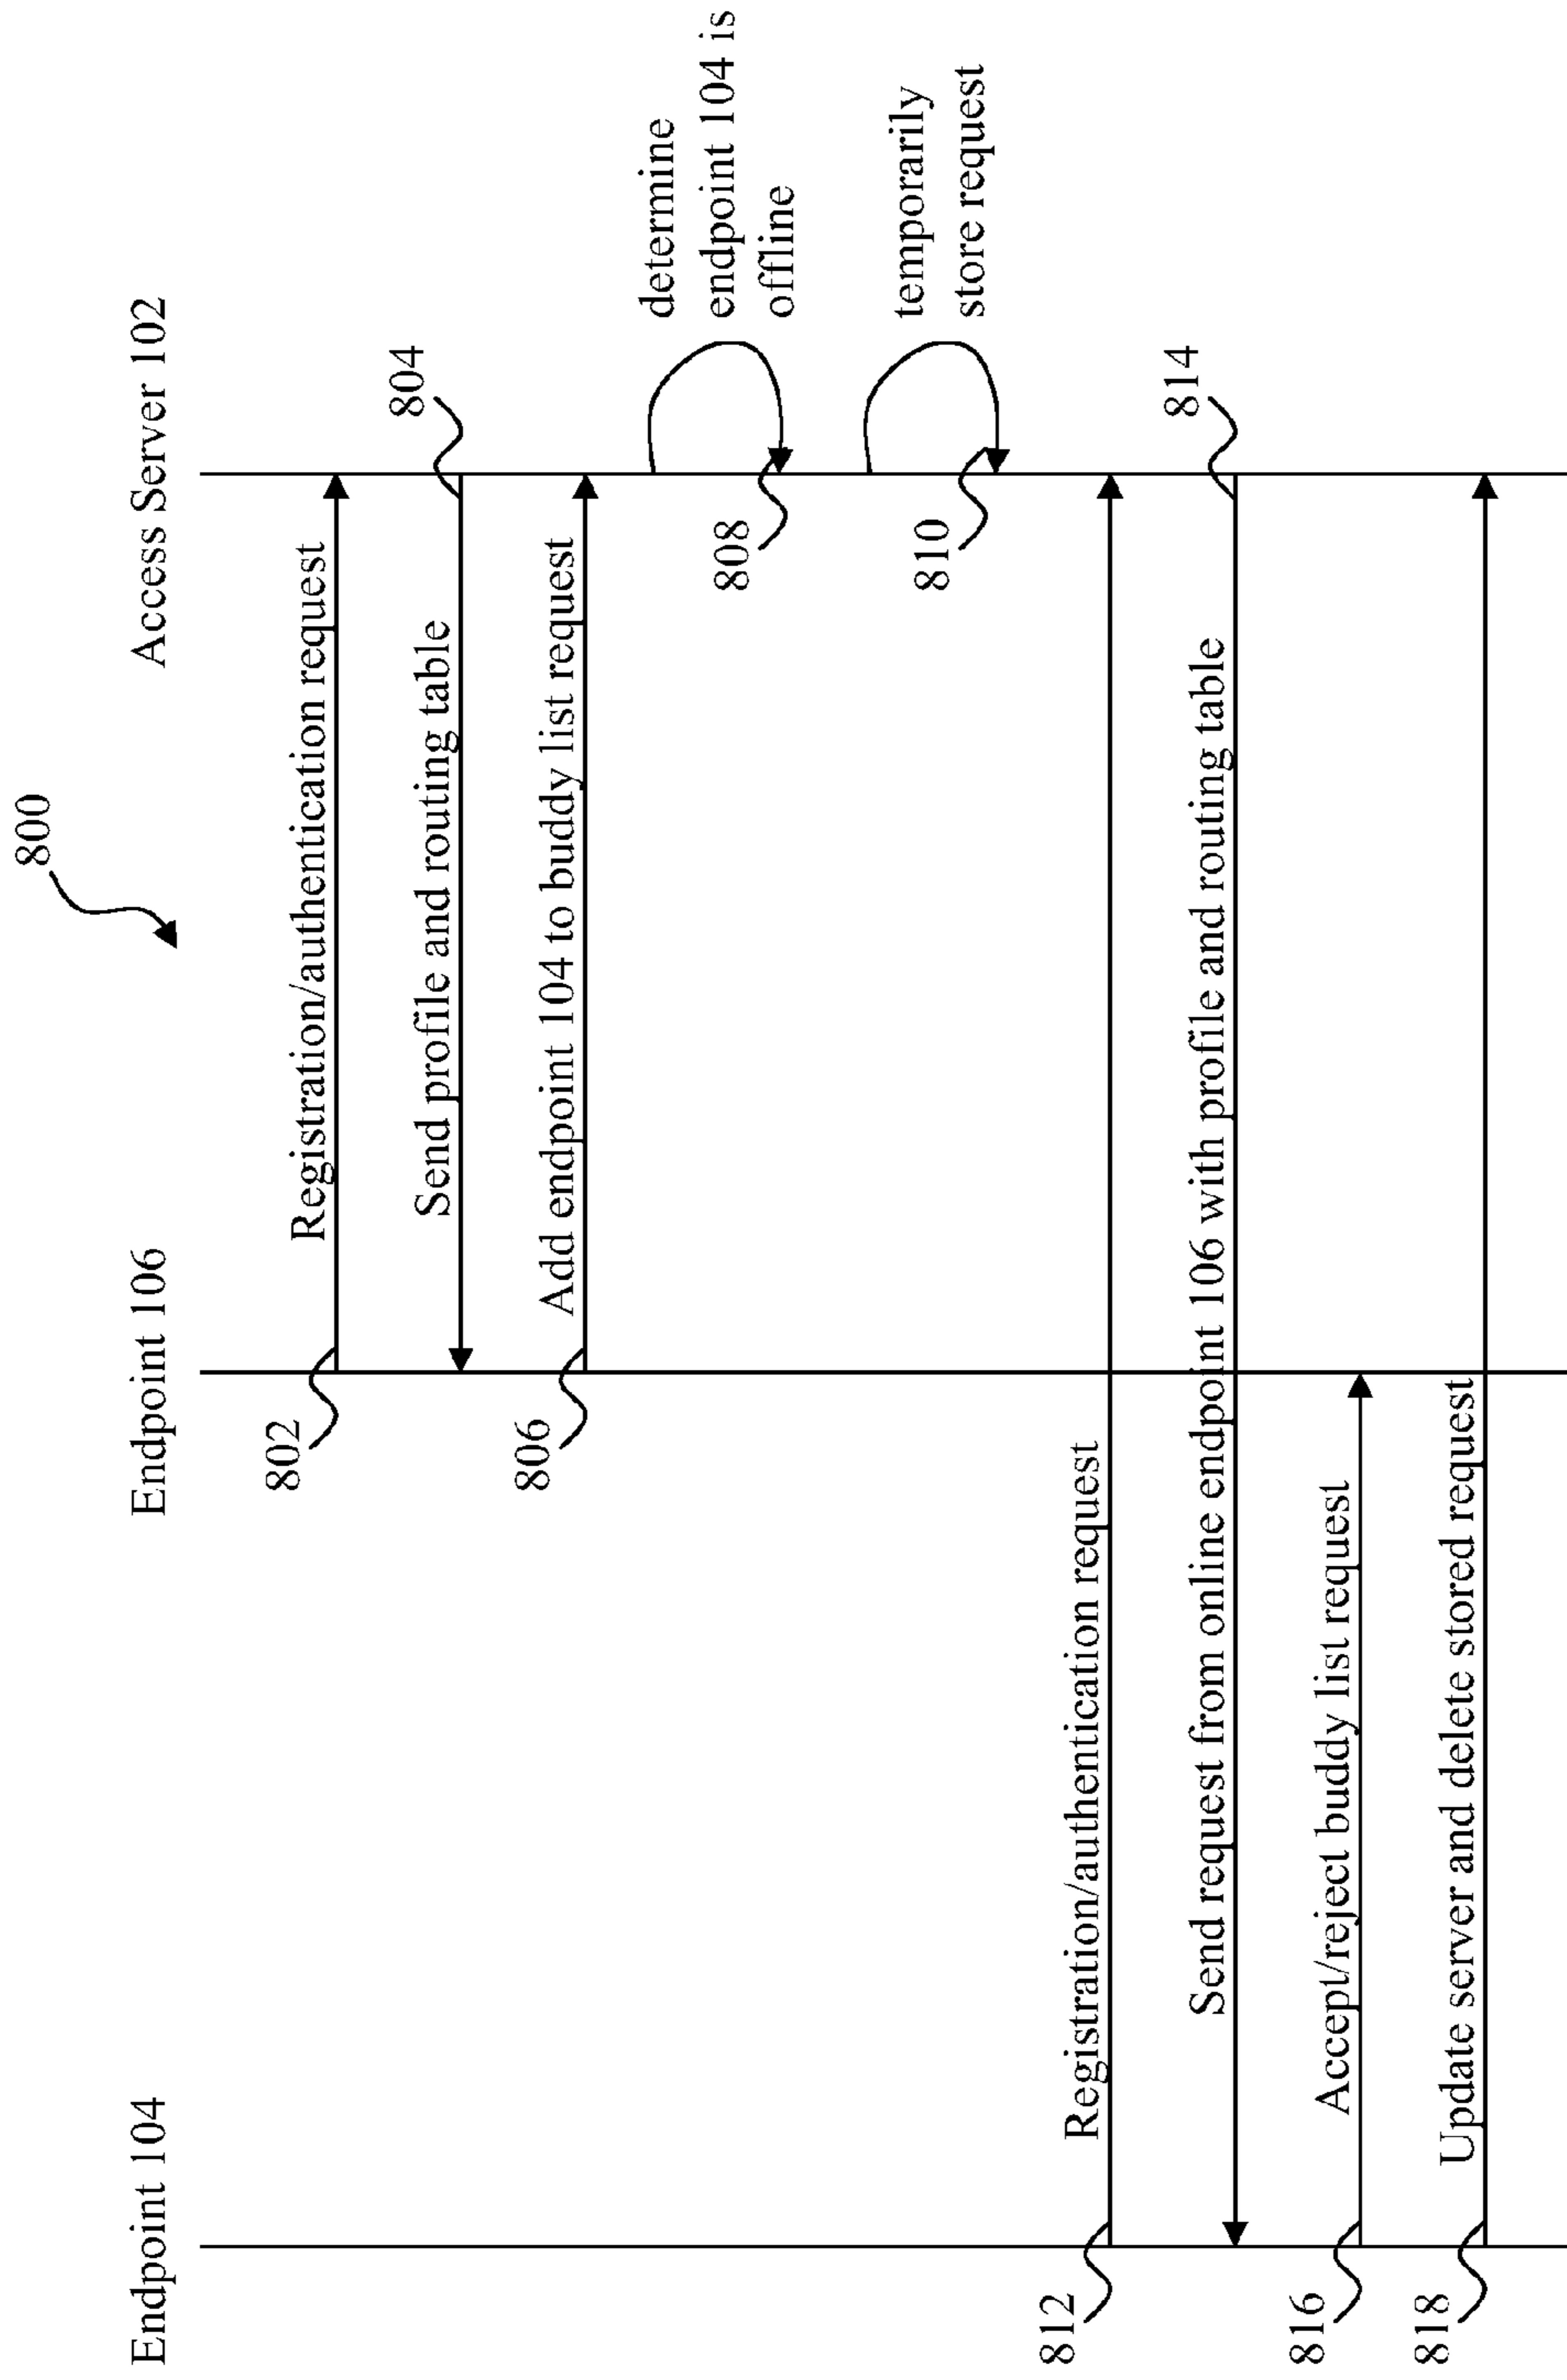 800
Endpoint 104
Endpoint 106
Access Server 102
802
Registration/authentication request
Send profile and routing table
804
806
Add endpoint 104 to buddy list request
determine
endpoint 104 is
offline
808
temporarily
store request
810
812
Registration/authentication request
Send request from online endpoint 106 with profile and routing table
814
816
Accept/reject buddy list request
818
Update server and delete stored request